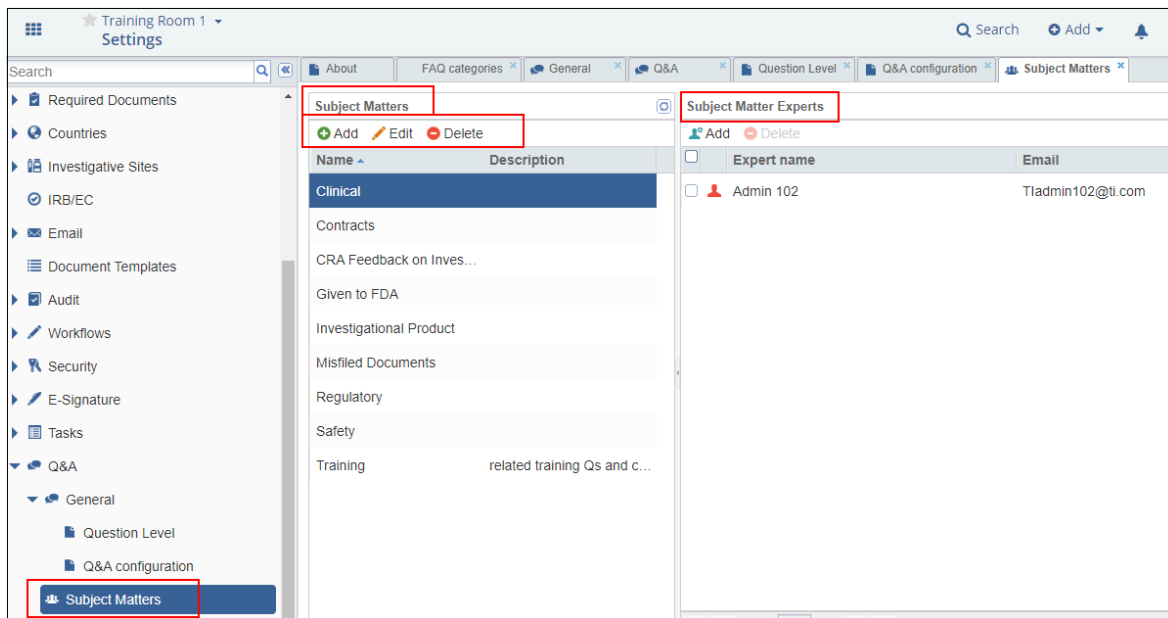 Training Room 1
Settings
Search
Add
Search
About
FAQ categories
General
Q&A
Question Level
Q&A configuration
Subject Matters
Required Documents
Countries
Investigative Sites
IRB/EC
Email
Document Templates
Audit
Workflows
Security
E-Signature
Tasks
Q&A
General
Question Level
Q&A configuration
Subject Matters
Subject Matters
Add Edit Delete
Name Description
Clinical
Contracts
CRA Feedback on Inves...
Given to FDA
Investigational Product
Misfiled Documents
Regulatory
Safety
Training related training Qs and c...
Subject Matter Experts
Add Delete
Expert name Email
Admin 102 TIadmin102@ti.com